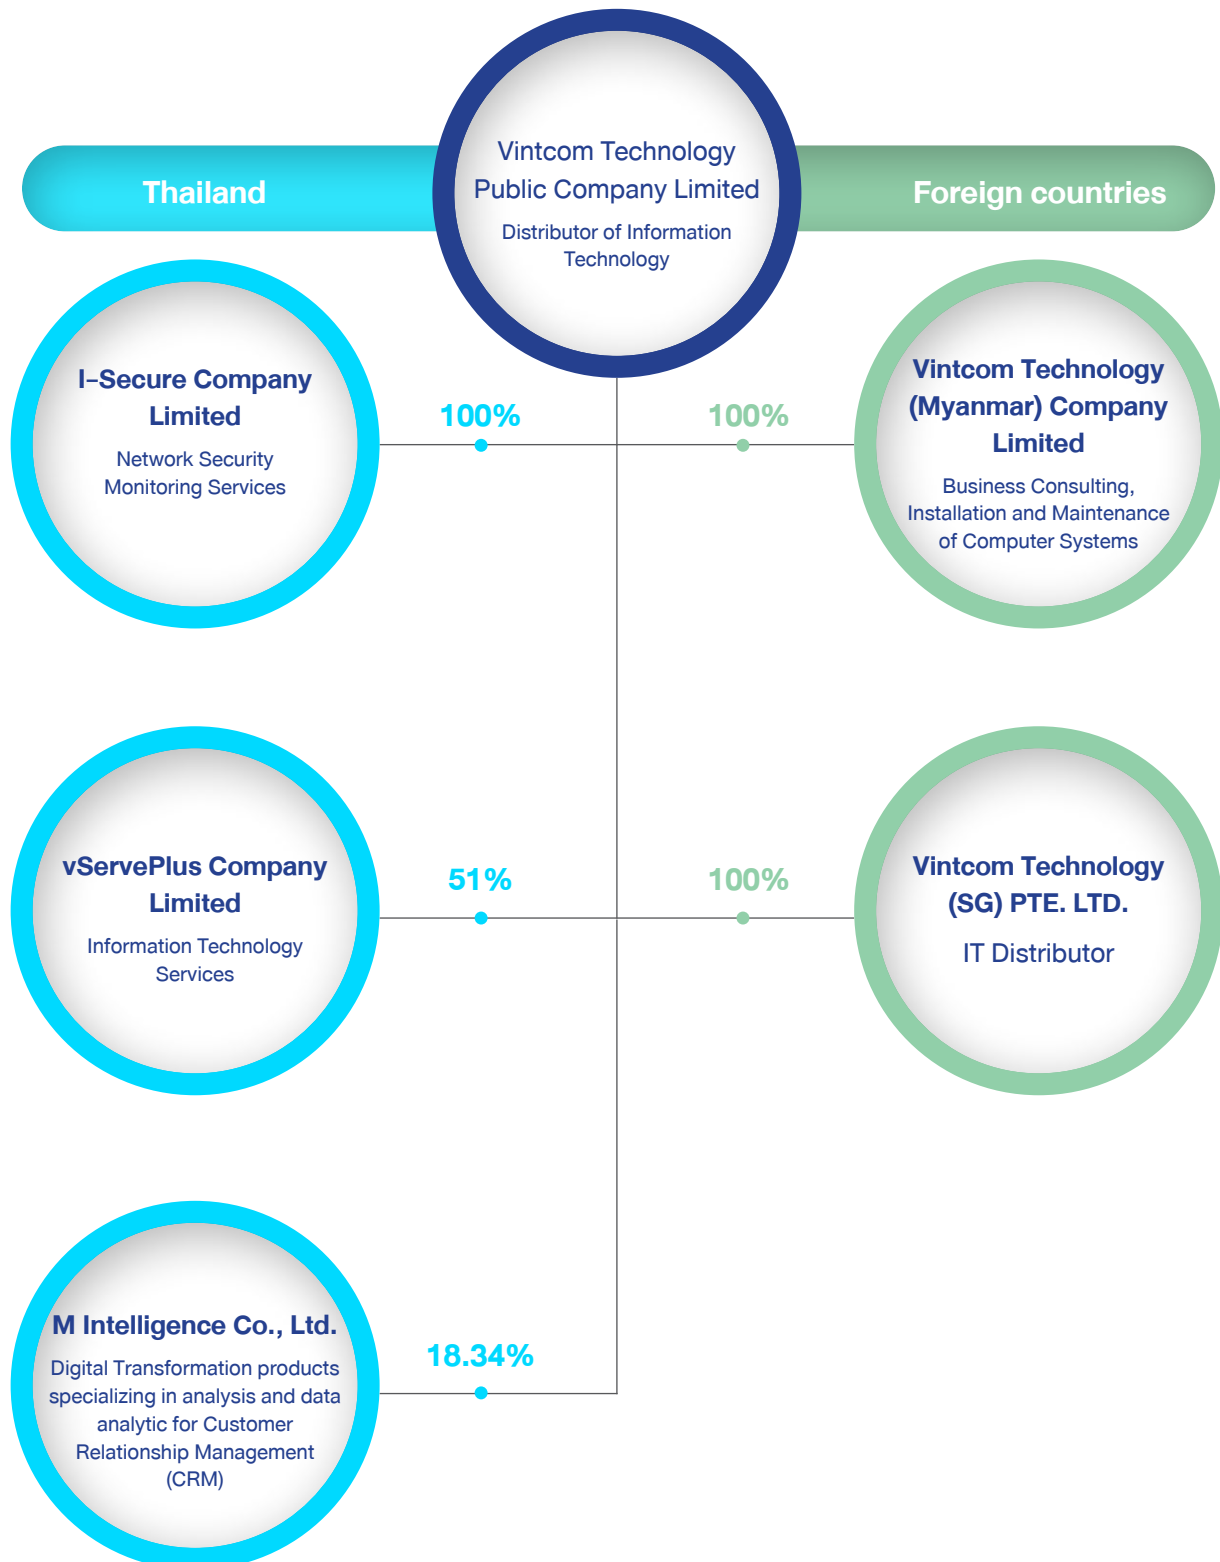 Vintcom Technology
Public Company Limited
Distributor of Information
Technology
Thailand
Foreign countries
I-Secure Company
Limited
Network Security
Monitoring Services
100%
100%
Vintcom Technology
(Myanmar) Company
Limited
Business Consulting,
Installation and Maintenance
of Computer Systems
vServePlus Company
Limited
Information Technology
Services
51%
100%
Vintcom Technology
(SG) PTE. LTD.
IT Distributor
M Intelligence Co., Ltd.
Digital Transformation products
specializing in analysis and data
analytic for Customer
Relationship Management
(CRM)
18.34%